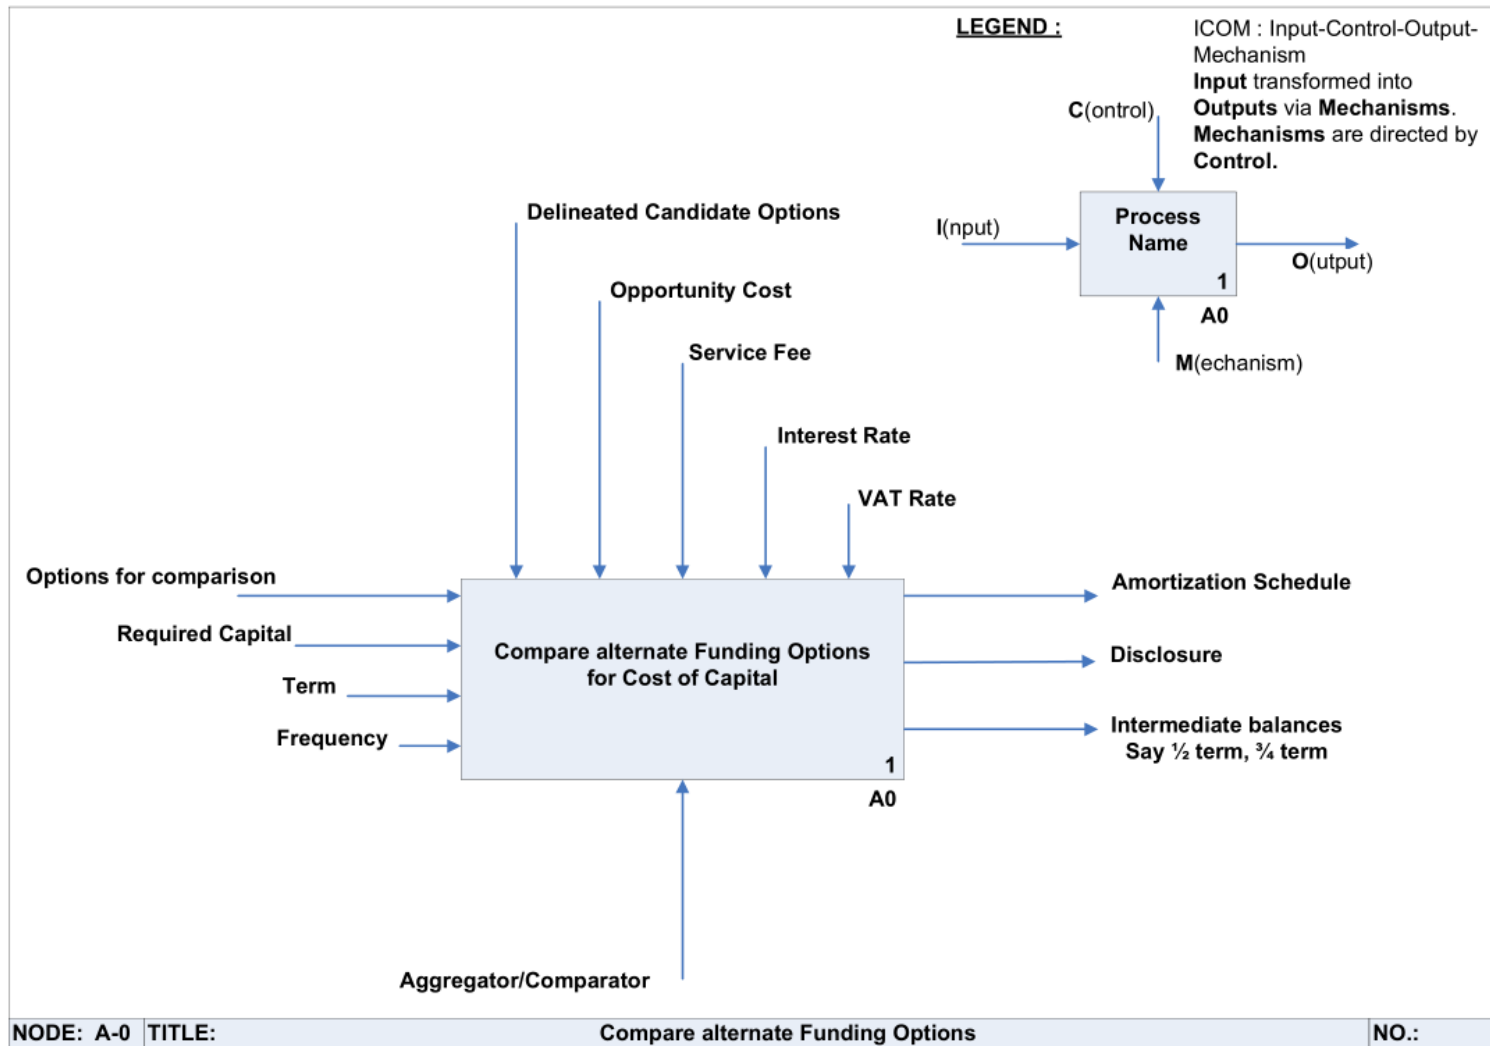 LEGEND :
ICOM : Input-Control-Output-
Mechanism
Input transformed into
Outputs via Mechanisms.
Mechanisms are directed by
Control.
C(ontrol)
I(nput)
Process
Name
1
A0
O(utput)
M(echanism)
Delineated Candidate Options
Opportunity Cost
Service Fee
Interest Rate
VAT Rate
Options for comparison
Required Capital
Term
Frequency
Compare alternate Funding Options
for Cost of Capital
1
A0
Amortization Schedule
Disclosure
Intermediate balances
Say ½ term, ¾ term
Aggregator/Comparator
NODE: A-0 TITLE: Compare alternate Funding Options NO.: